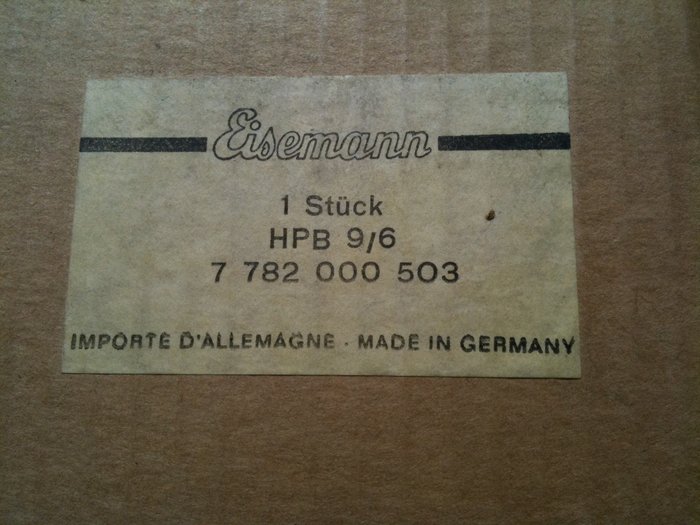 Eisemann
1 Stück
HPB 9/6
7 782 000 503
IMPORTE D'ALLEMAGNE · MADE IN GERMANY